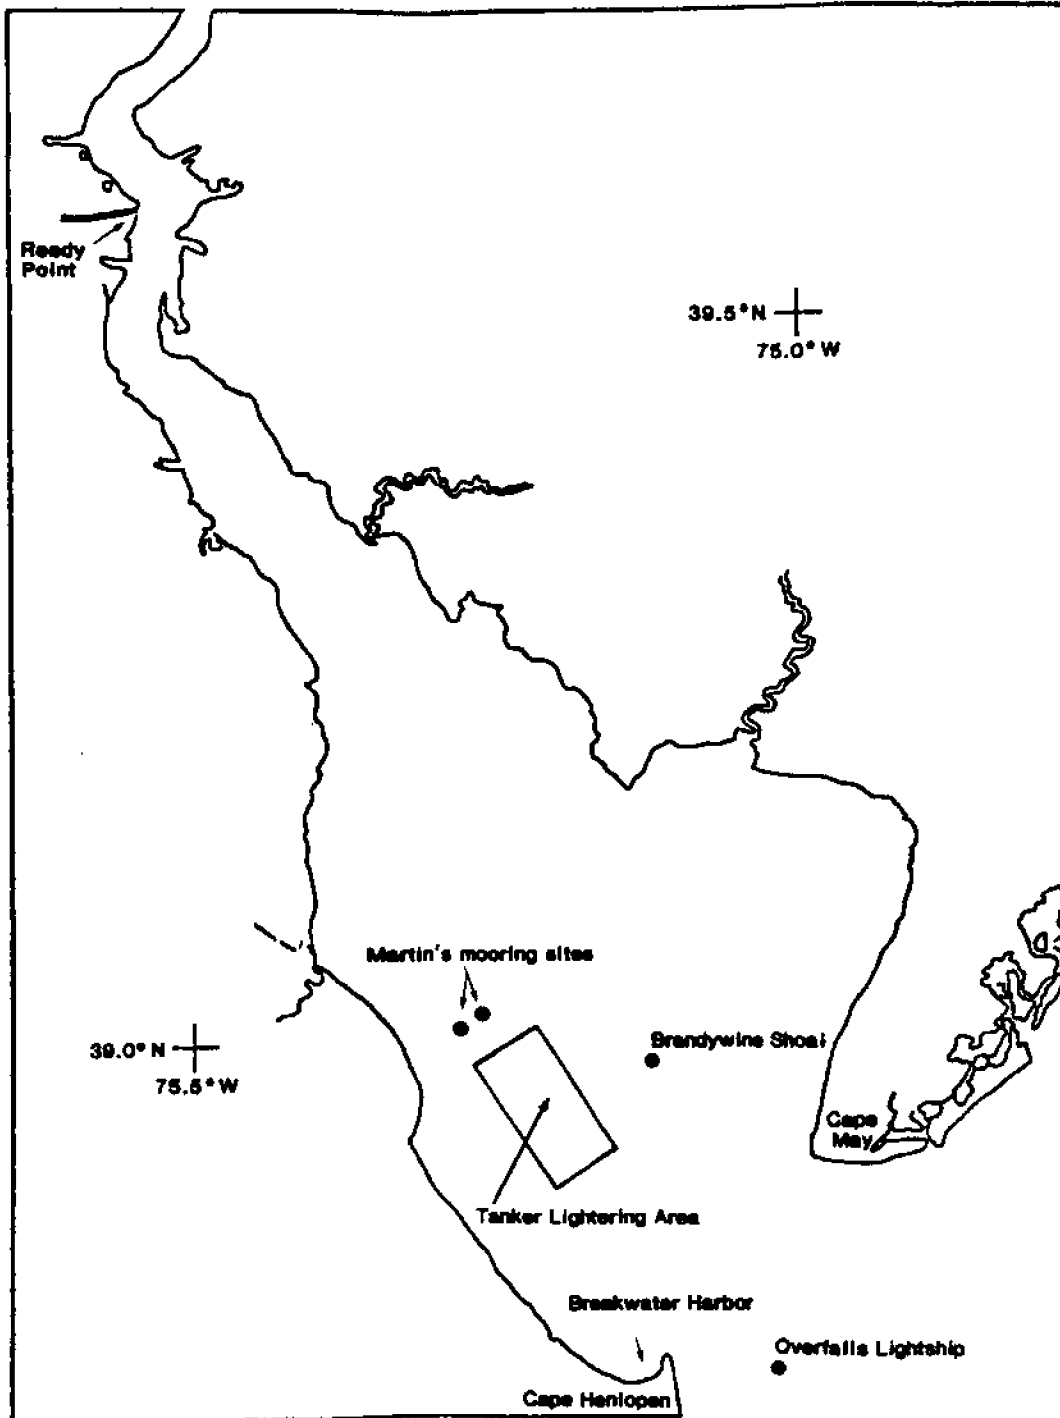 Reedy
Point
39.5° N
75.0° W
Martin's mooring sites
39.0° N
75.5° W
Brandywine Shoal
Cape
May
Tanker Lightering Area
Breakwater Harbor
Overfalls Lightship
Cape Henlopen